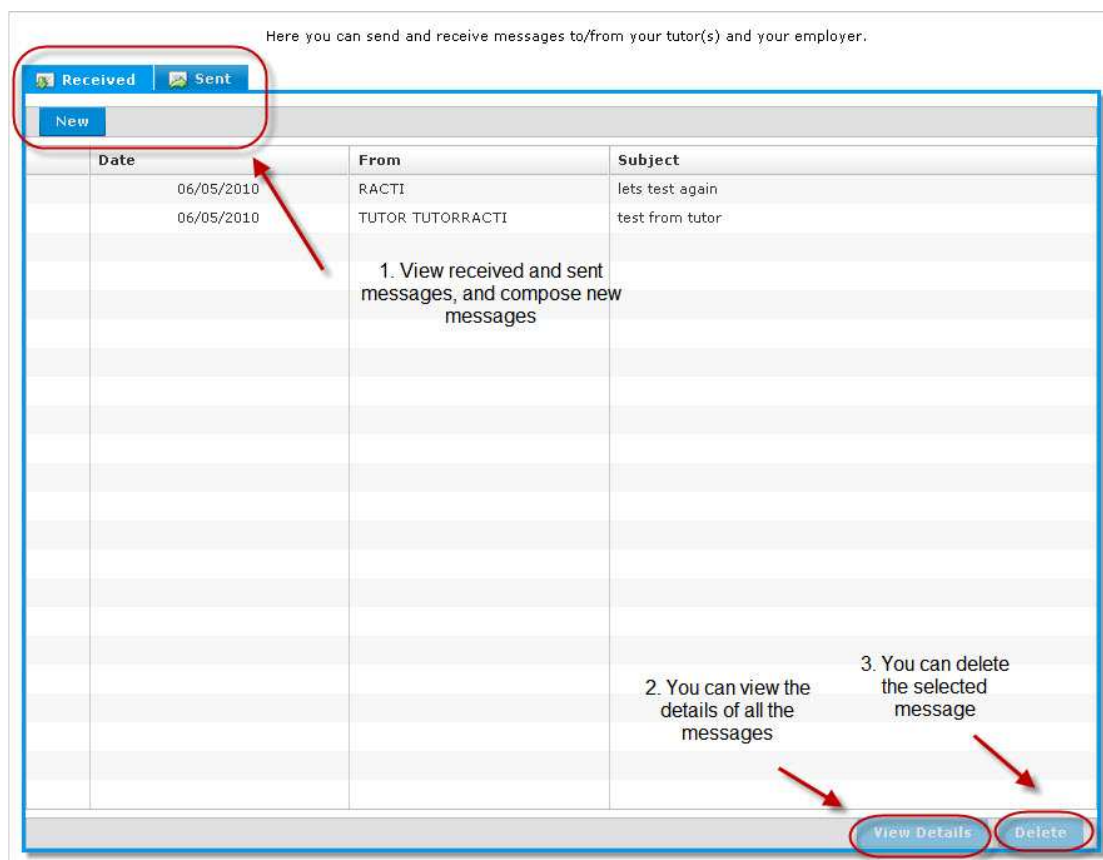 Here you can send and receive messages to/from your tutor(s) and your employer.
Received Sent
New
Date From Subject
06/05/2010 RACTI lets test again
06/05/2010 TUTOR TUTORRACTI test from tutor
1. View received and sent
messages, and compose new
messages
2. You can view the
details of all the
messages
3. You can delete
the selected
message
View Details Delete